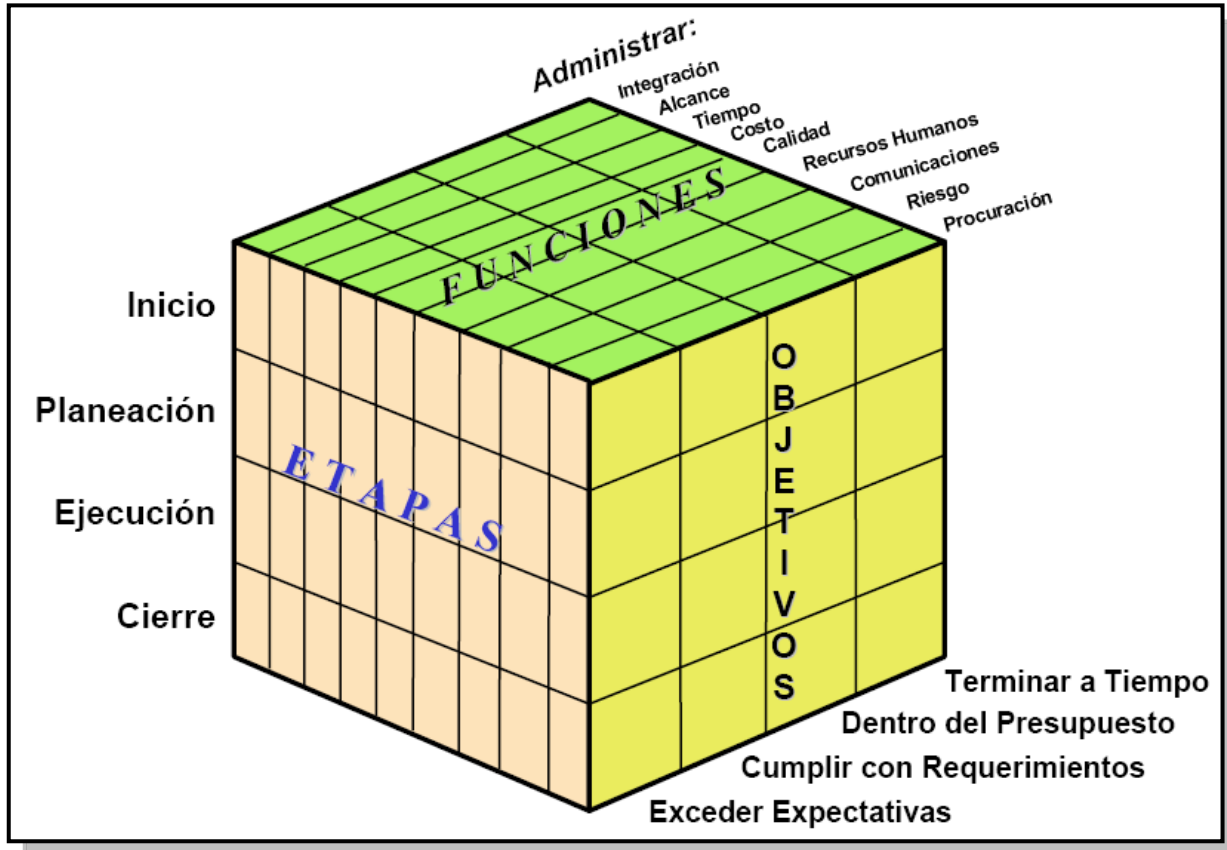 Administrar:
Integración
Alcance
Tiempo
Costo
Calidad
Recursos Humanos
Comunicaciones
Riesgo
Procuración
FUNCIONES
Inicio
Planeación
Ejecución
Cierre
ETAPAS
OBJETIVOS
Terminar a Tiempo
Dentro del Presupuesto
Cumplir con Requerimientos
Exceder Expectativas